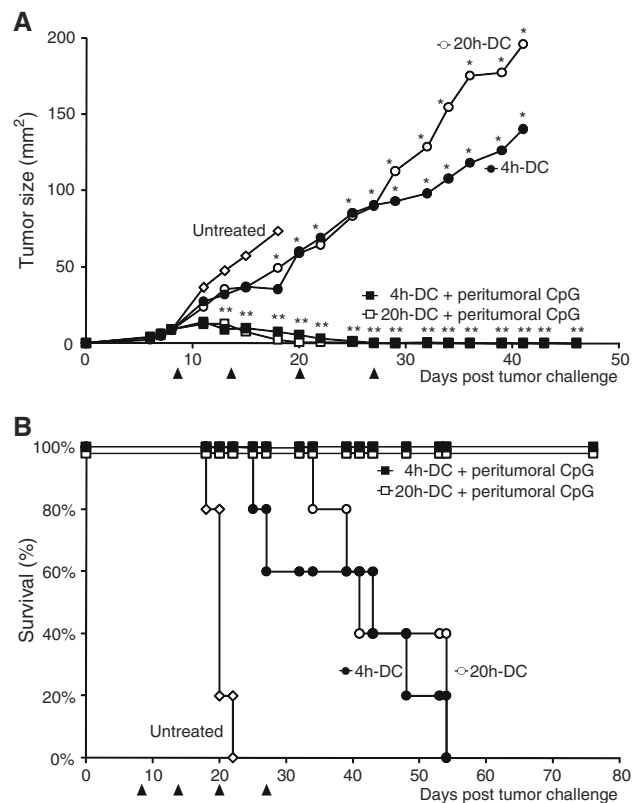 A
200
150
100
50
0
Tumor size (mm²)
20h-DC
4h-DC
Untreated
4h-DC + peritumoral CpG
20h-DC + peritumoral CpG
* * * * * * * * * * *
* * * * * * * *
** ** ** ** ** ** ** ** ** ** ** ** ** ** ** **
0 10 20 30 40 50
Days post tumor challenge
B
100%
80%
60%
40%
20%
0%
Survival (%)
4h-DC + peritumoral CpG
20h-DC + peritumoral CpG
4h-DC
20h-DC
Untreated
0 10 20 30 40 50 60 70 80
Days post tumor challenge